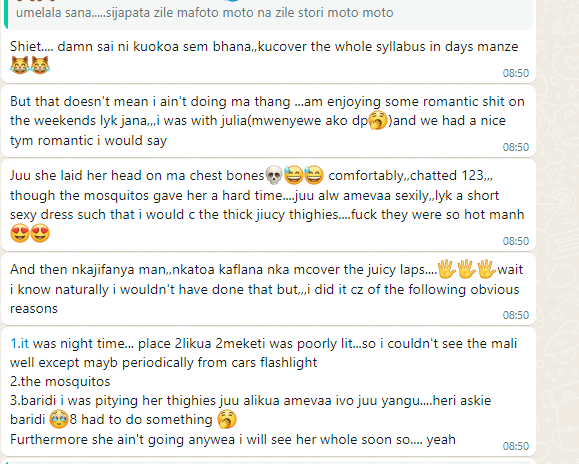 umelala sana.....sijapata zile mafoto moto na zile stori moto moto
Shiet.... damn sai ni kuokoa sem bhana,,kucover the whole syllabus in days manze
😹😹
08:50
But that doesn't mean i ain't doing ma thang ...am enjoying some romantic shit on
the weekends lyk jana,,,i was with julia(mwenyewe ako dp🥱)and we had a nice
tym romantic i would say
08:50
Juu she laid her head on ma chest bones💀😅😅 comfortably,,chatted 123,,,
though the mosquitos gave her a hard time....juu alw amevaa sexily,,lyk a short
sexy dress such that i would c the thick jiucy thighies....fuck they were so hot manh
😍😍
08:50
And then nkajifanya man,,nkatoa kaflana nka mcover the juicy laps....🖐🖐🖐wait
i know naturally i wouldn't have done that but,,,i did it cz of the following obvious
reasons
08:50
1.it was night time... place 2likua 2meketi was poorly lit...so i couldn't see the mali
well except mayb periodically from cars flashlight
2.the mosquitos
3.baridi i was pitying her thighies juu alikua amevaa ivo juu yangu....heri askie
baridi 🥹8 had to do something 🥱
Furthermore she ain't going anywea i will see her whole soon so.... yeah
08:50